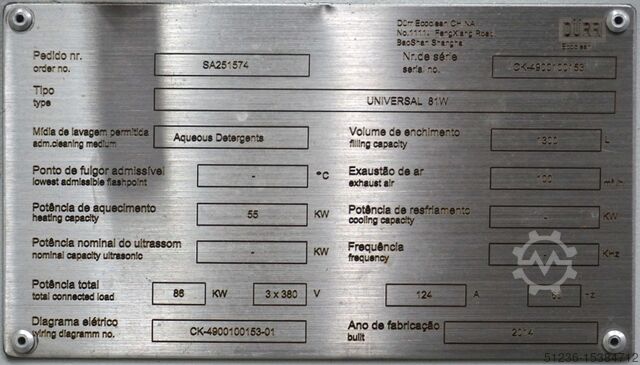 Dürr Ecoclean CHINA
No.1111, FengXiang Road,
BaoShan Shanghai
DÜRR
Ecoclean
Pedido nr.
order no.
SA251574
Nr.de série
serial no.
CK-4900100153
Tipo
type
UNIVERSAL 81W
Mídia de lavagem permitida
adm.cleaning medium
Aqueous Detergents
Volume de enchimento
filling capacity
1300 L
Ponto de fulgor admissível
lowest admissible flashpoint
- °C
Exaustão de ar
exhaust air
100
Potência de aquecimento
heating capacity
55 KW
Potência de resfriamento
cooling capacity
- KW
Potência nominal do ultrassom
nominal capacity ultrasonic
- KW
Frequência
frequency
KHz
Potência total
total connected load
86 KW 3 x 380 V 124 A Hz
Diagrama elétrico
wiring diagramm no.
CK-4900100153-01
Ano de fabricação
built
2014
51236-15384712